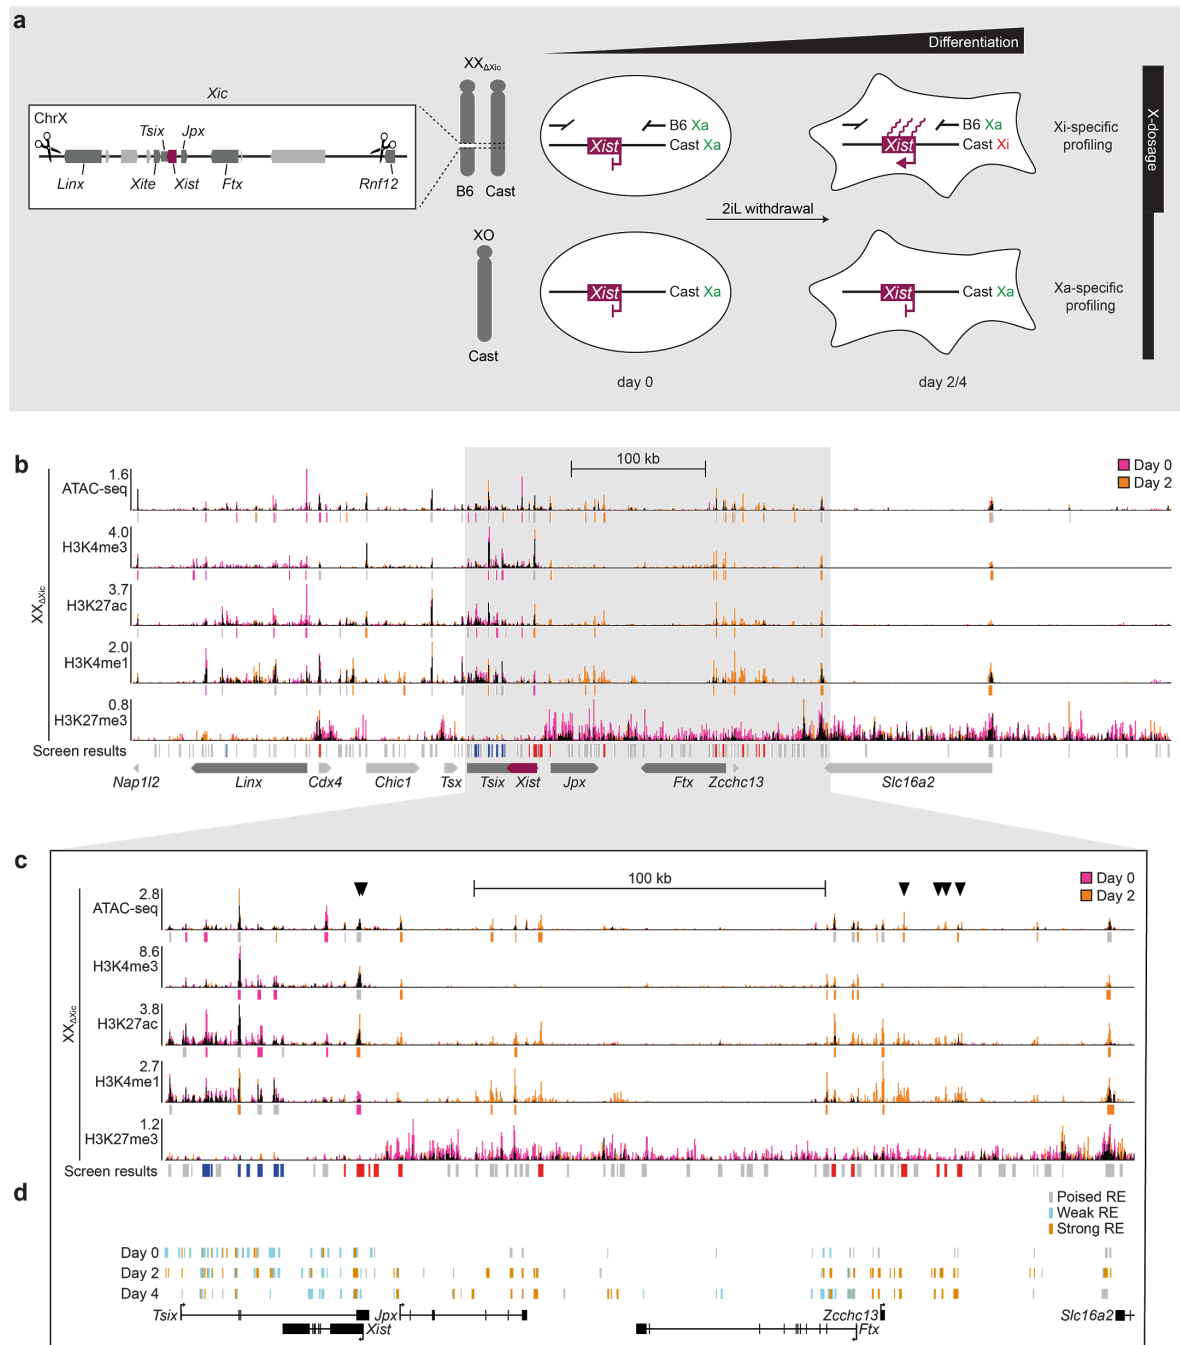 a
Differentiation
XXΔXic
Xic
ChrX
Tsix
Jpx
Linx
Xite
Xist
Ftx
Rnf12
B6
Cast
Xist
B6 Xa
Cast Xa
Xist
B6 Xa
Cast Xi
Xi-specific
profiling
X-dosage
2iL withdrawal
XO
Cast
Xist
Cast Xa
Xist
Cast Xa
Xa-specific
profiling
day 0
day 2/4
b
100 kb
Day 0
Day 2
XXΔXic
1.6
ATAC-seq
4.0
H3K4me3
3.7
H3K27ac
2.0
H3K4me1
0.8
H3K27me3
Screen results
Nap1l2
Linx
Cdx4
Chic1
Tsx
Tsix
Xist
Jpx
Ftx
Zcchc13
Slc16a2
c
100 kb
Day 0
Day 2
XXΔXic
2.8
ATAC-seq
8.6
H3K4me3
3.8
H3K27ac
2.7
H3K4me1
1.2
H3K27me3
Screen results
d
Poised RE
Weak RE
Strong RE
Day 0
Day 2
Day 4
Tsix
Jpx
Zcchc13
Slc16a2
Xist
Ftx